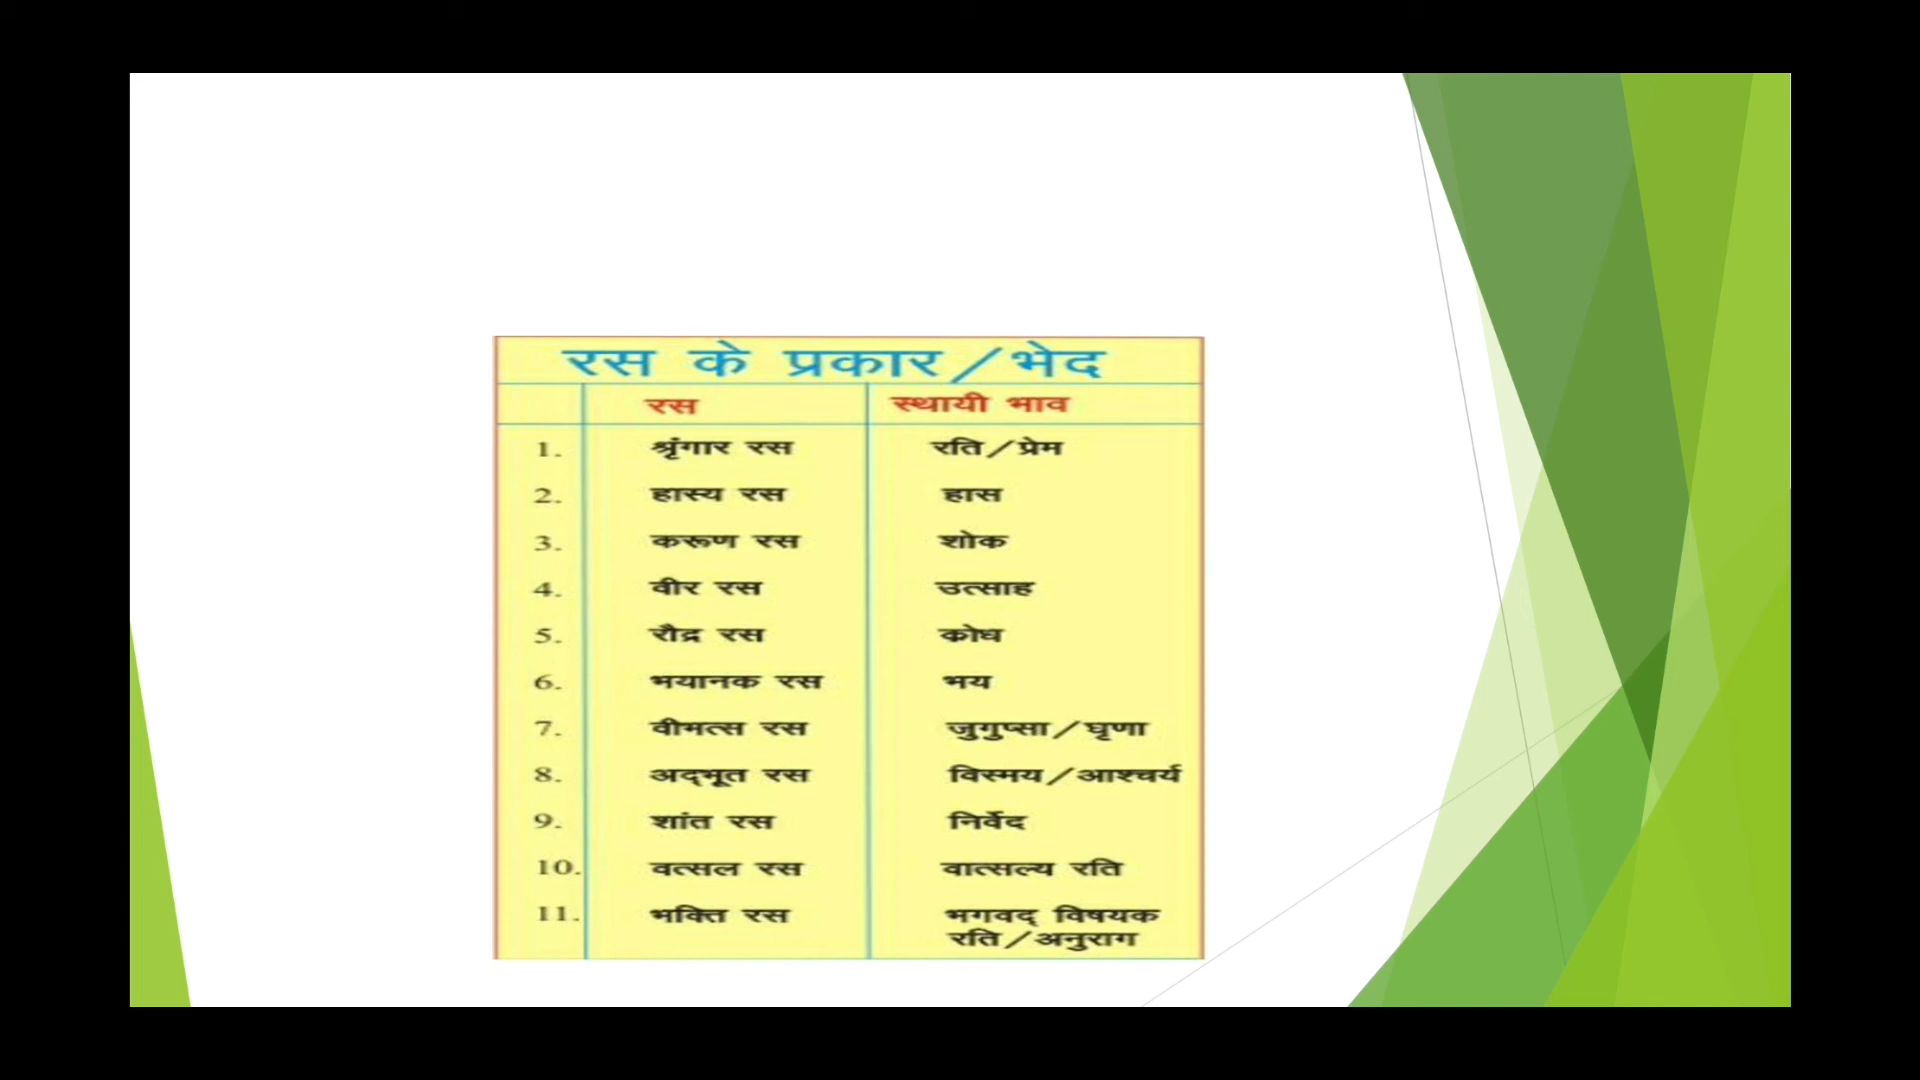 रस के प्रकार/भेद
रस स्थायी भाव
1. श्रृंगार रस रति/प्रेम
2. हास्य रस हास
3. करूण रस शोक
4. वीर रस उत्साह
5. रौद्र रस कोध
6. भयानक रस भय
7. वीभत्स रस जुगुप्सा/घृणा
8. अद्भूत रस विस्मय/आश्चर्य
9. शांत रस निर्वेद
10. वत्सल रस वात्सल्य रति
11. भक्ति रस भगवद् विषयक
रति/अनुराग